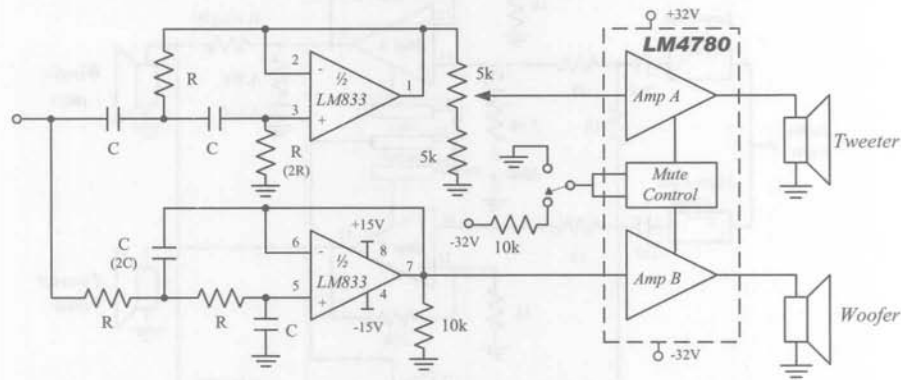 +32V
LM4780
2
-
½
LM833
1
3
+
R
C
C
R
(2R)
5k
5k
Amp A
Tweeter
Mute
Control
-32V
10k
C
(2C)
6
-
+15V
8
½
LM833
7
5
+
4
-15V
R
R
C
10k
Amp B
Woofer
-32V